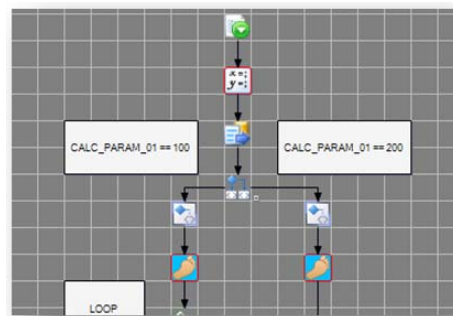 x=;
y=;
CALC_PARAM_01 == 100
CALC_PARAM_01 == 200
LOOP